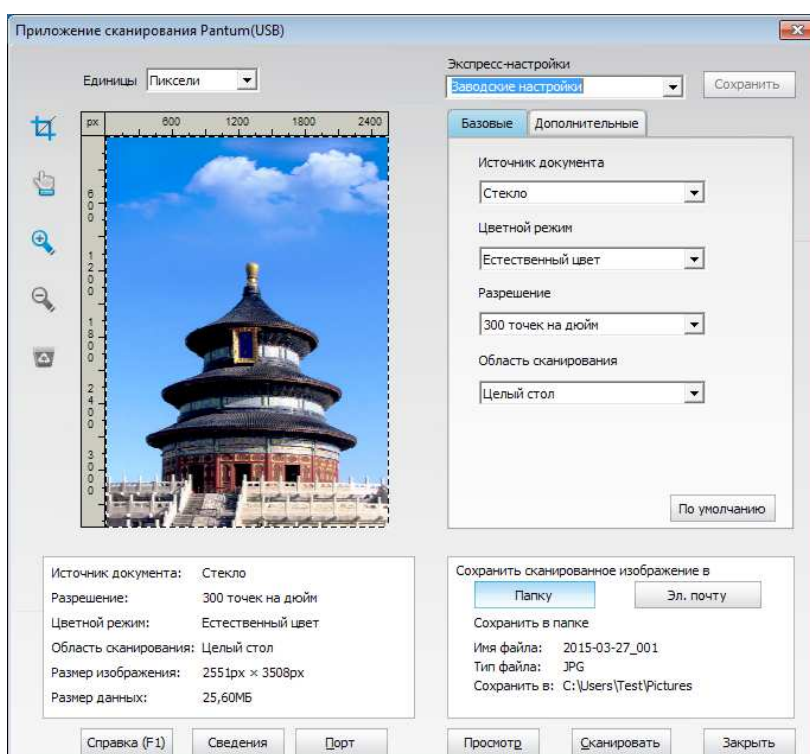 Приложение сканирования Pantum(USB)
Единицы Пиксели
Экспресс-настройки
Заводские настройки
Сохранить
px 600 1200 1800 2400
600
1200
1800
2400
3000
Базовые Дополнительные
Источник документа
Стекло
Цветной режим
Естественный цвет
Разрешение
300 точек на дюйм
Область сканирования
Целый стол
По умолчанию
Источник документа: Стекло
Разрешение: 300 точек на дюйм
Цветной режим: Естественный цвет
Область сканирования: Целый стол
Размер изображения: 2551px × 3508px
Размер данных: 25,60МБ
Сохранить сканированное изображение в
Папку Эл. почту
Сохранить в папке
Имя файла: 2015-03-27_001
Тип файла: JPG
Сохранить в: C:\Users\Test\Pictures
Справка (F1) Сведения Порт Просмотр Сканировать Закрыть